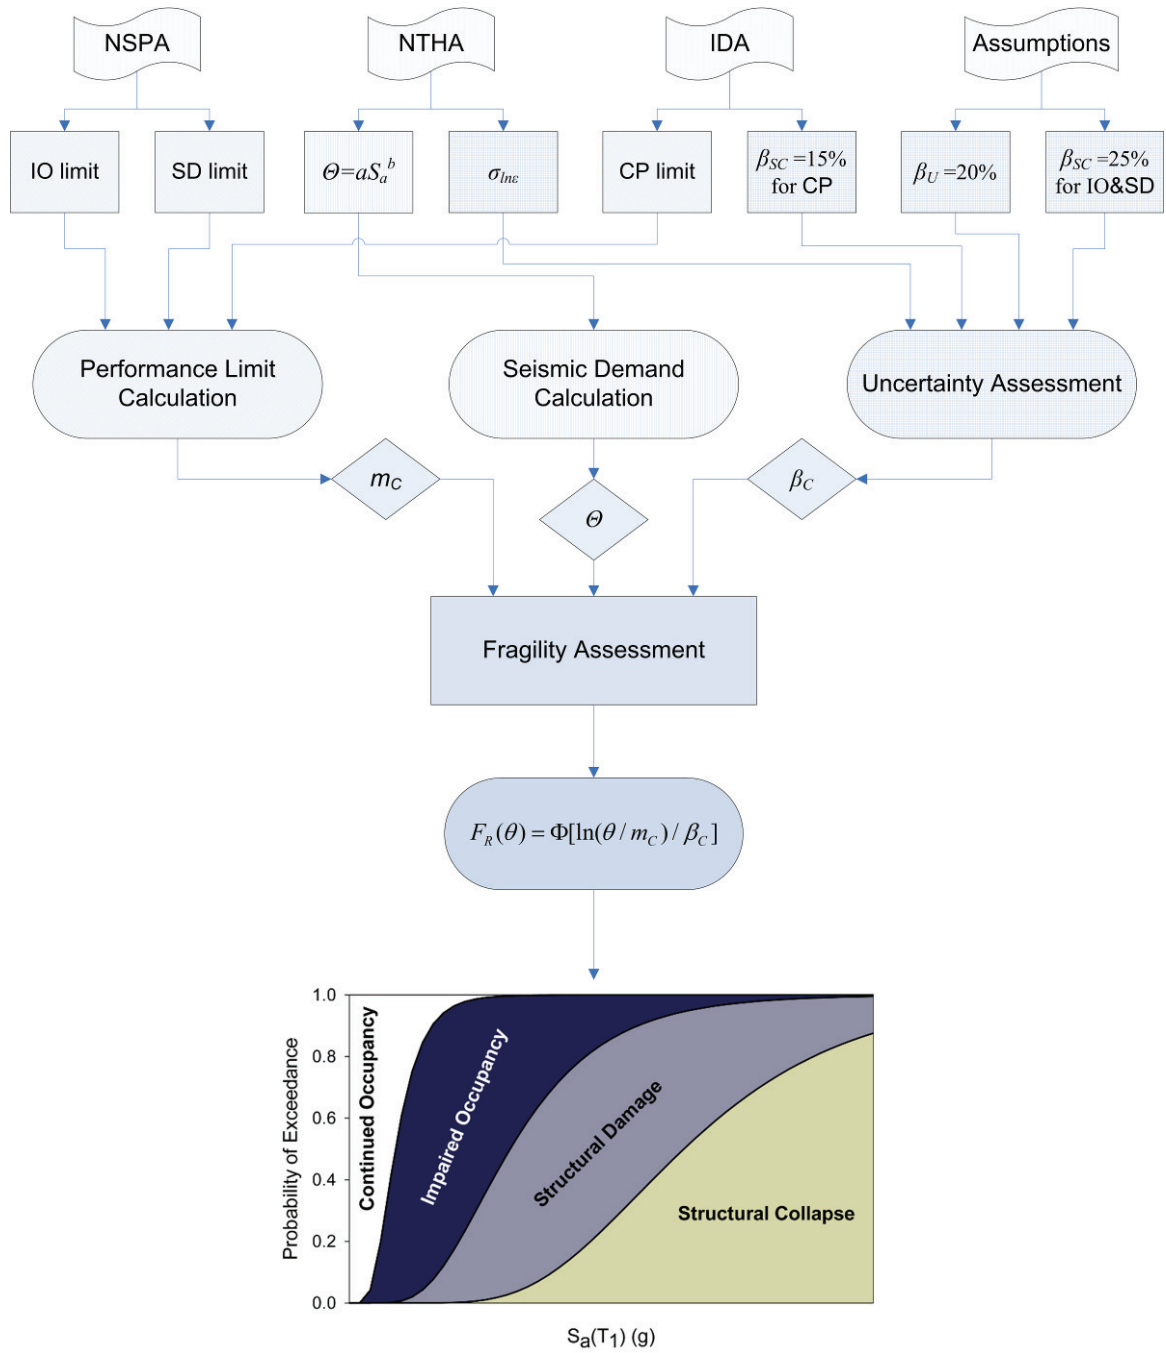 NSPA
NTHA
IDA
Assumptions
IO limit
SD limit
Θ=aSₐᵇ
σlnε
CP limit
βSC =15%
for CP
βU =20%
βSC =25%
for IO&SD
Performance Limit
Calculation
Seismic Demand
Calculation
Uncertainty Assessment
mC
Θ
βC
Fragility Assessment
FR(θ) = Φ[ln(θ / mC) / βC]
Probability of Exceedance
1.0
0.8
0.6
0.4
0.2
0.0
Continued Occupancy
Impaired Occupancy
Structural Damage
Structural Collapse
Sa(T1) (g)